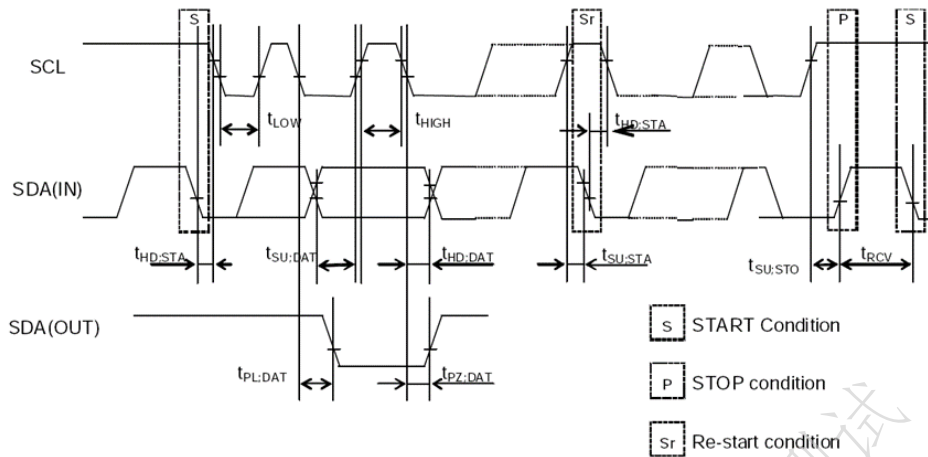 S Sr P S
SCL
tLOW tHIGH tHD;STA
SDA(IN)
tHD;STA tSU;DAT tHD;DAT tSU;STA tSU;STO tRCV
SDA(OUT)
S START Condition
tPL;DAT tPZ;DAT
P STOP condition
Sr Re-start condition
试